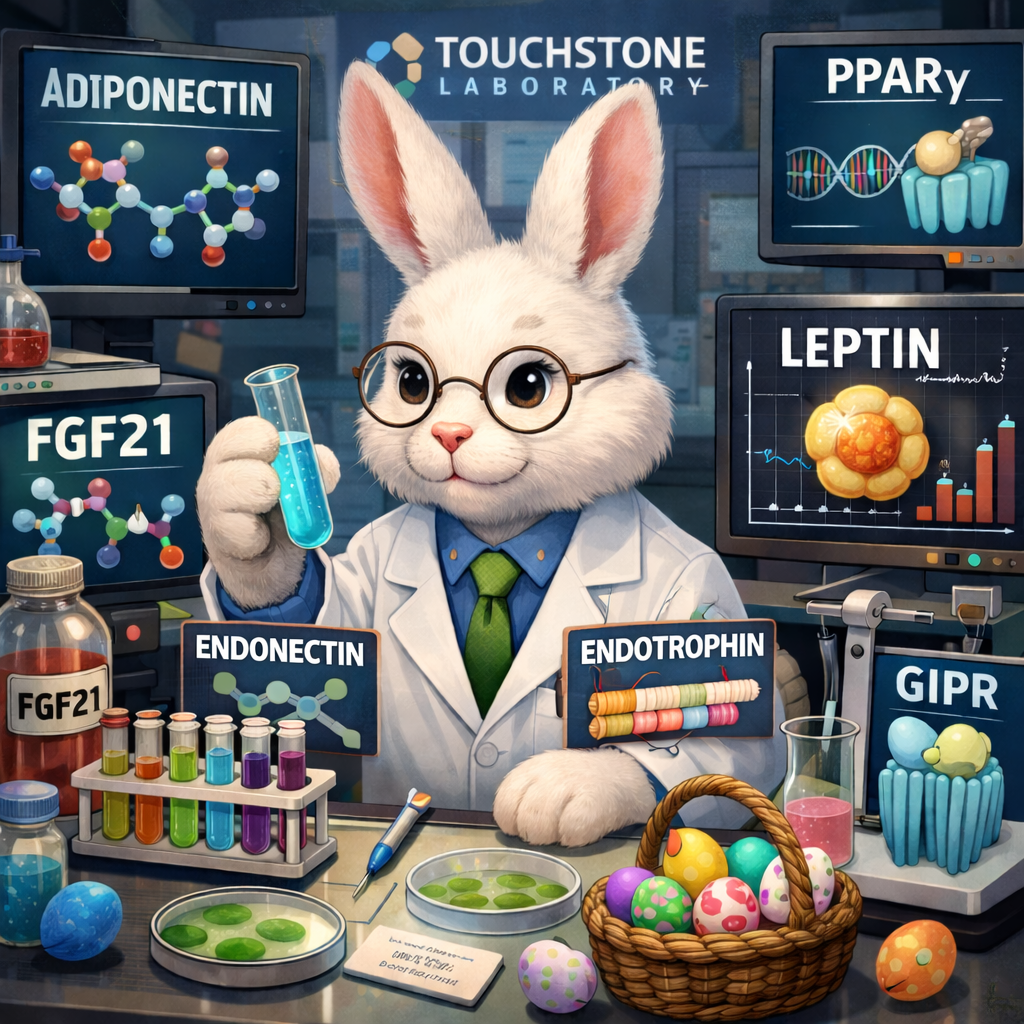 TOUCHSTONE
LABORATORY
ADIPONECTIN
PPARγ
LEPTIN
FGF21
ENDONECTIN
ENDOTROPHIN
FGF21
GIPR